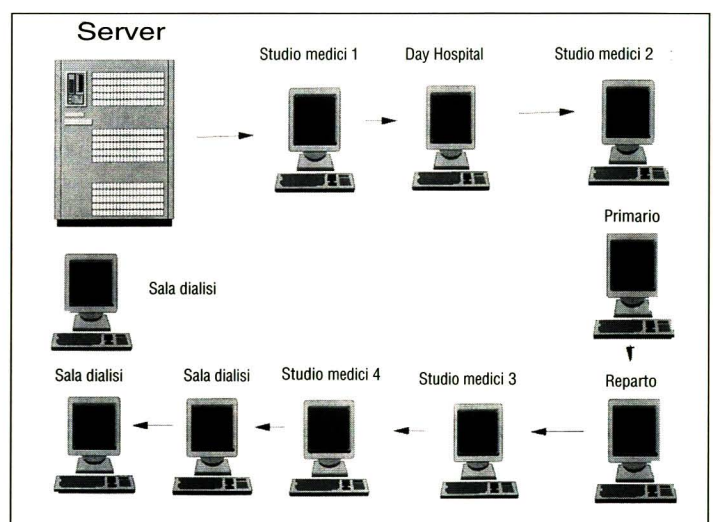 Server
Studio medici 1
Day Hospital
Studio medici 2
Primario
Sala dialisi
Sala dialisi
Sala dialisi
Studio medici 4
Studio medici 3
Reparto